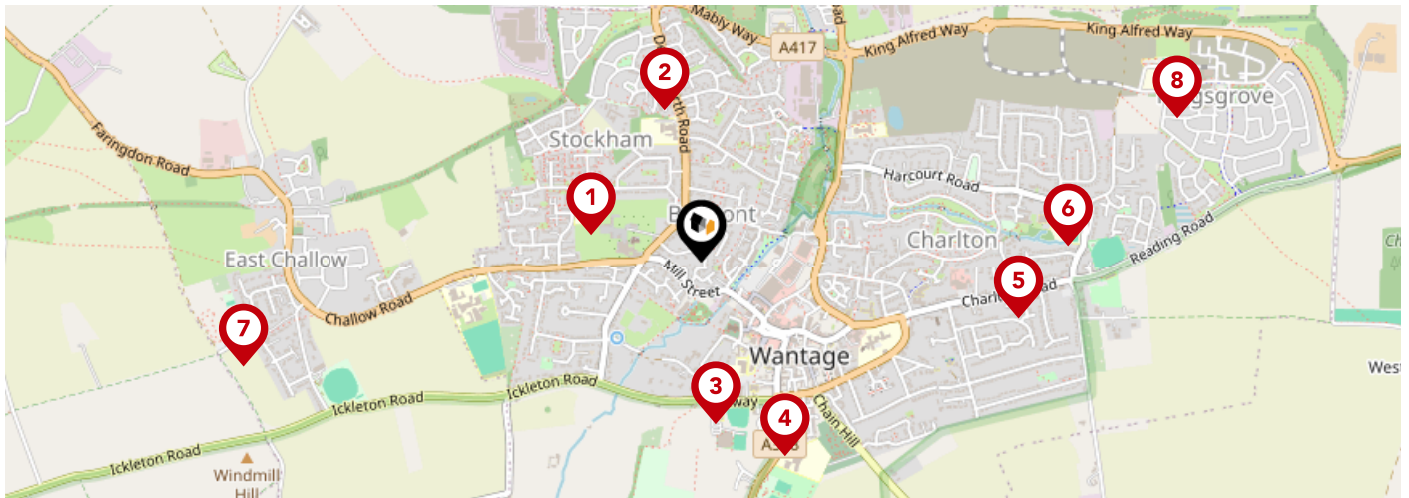 Mably Way
A417
King Alfred Way
King Alfred Way
2
8
Faringdon Road
Stockham
Harcourt Road
1
6
Charlton
Reading Road
East Challow
Mill Street
5
Challow Road
7
Wantage
3
4
Ickleton Road
Ickleton Road
Chain Hill
Ickleton Road
Windmill
Hill